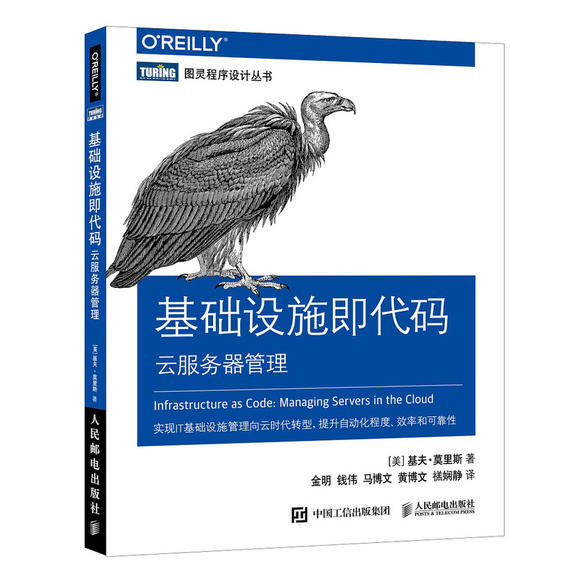 O'REILLY®
TURING
图灵程序设计丛书
基础设施即代码
云服务器管理
Infrastructure as Code: Managing Servers in the Cloud
实现IT基础设施管理向云时代转型，提升自动化程度、效率和可靠性
[美] 基夫·莫里斯 著
金明 钱伟 马博文 黄博文 禚娴静 译
中国工信出版集团
人民邮电出版社
POSTS & TELECOM PRESS
O'REILLY®
TURING
基础设施即代码
云服务器管理
[美] 基夫·莫里斯 著
人民邮电出版社